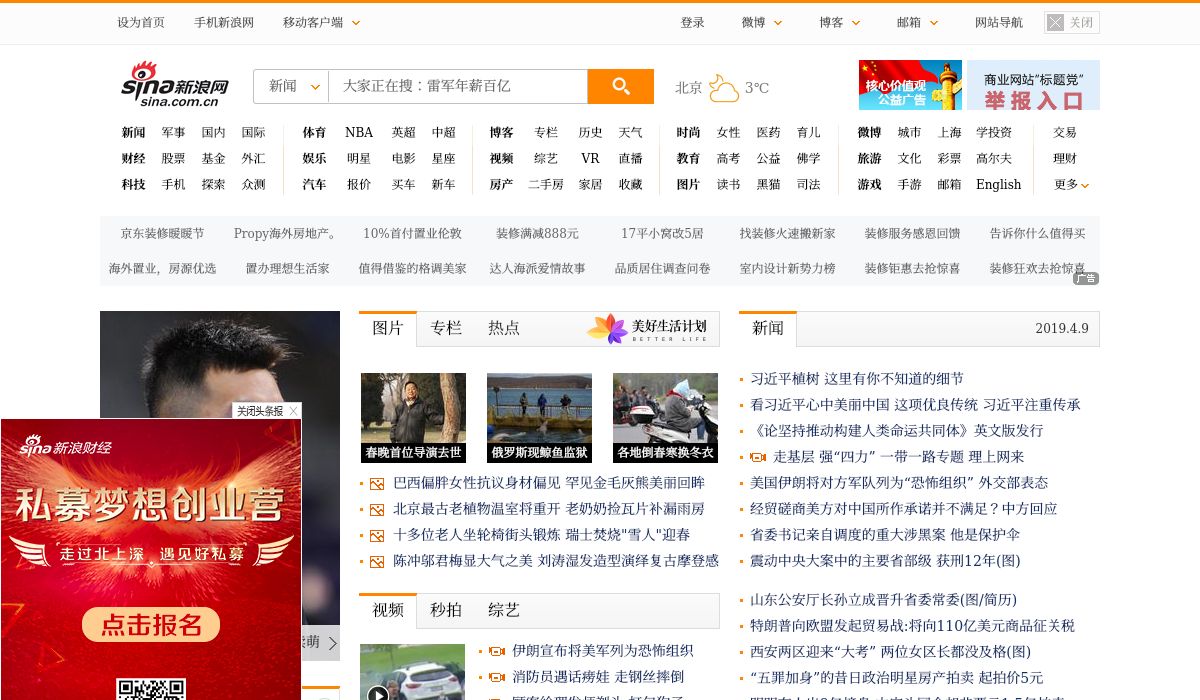 设为首页 手机新浪网 移动客户端 登录 微博 博客 邮箱 网站导航 关闭
sina新浪网
sina.com.cn
新闻 大家正在搜：雷军年薪百亿
北京 3℃
核心价值观
公益广告
商业网站"标题党"
举报入口
新闻 军事 国内 国际 体育 NBA 英超 中超 博客 专栏 历史 天气 时尚 女性 医药 育儿 微博 城市 上海 学投资 交易
财经 股票 基金 外汇 娱乐 明星 电影 星座 视频 综艺 VR 直播 教育 高考 公益 佛学 旅游 文化 彩票 高尔夫 理财
科技 手机 探索 众测 汽车 报价 买车 新车 房产 二手房 家居 收藏 图片 读书 黑猫 司法 游戏 手游 邮箱 English 更多
京东装修暖暖节 Propy海外房地产。 10%首付置业伦敦 装修满减888元 17平小窝改5居 找装修火速搬新家 装修服务感恩回馈 告诉你什么值得买
海外置业，房源优选 置办理想生活家 值得借鉴的格调美家 达人海派爱情故事 品质居住调查问卷 室内设计新势力榜 装修钜惠去抢惊喜 装修狂欢去抢惊喜
广告
关闭头条报
sina新浪财经
私募梦想创业营
走过北上深，遇见好私募
点击报名
萌
图片 专栏 热点
美好生活计划
BETTER LIFE
春晚首位导演去世 俄罗斯现鲸鱼监狱 各地倒春寒换冬衣
巴西偏胖女性抗议身材偏见 罕见金毛灰熊美丽回眸
北京最古老植物温室将重开 老奶奶捡瓦片补漏雨房
十多位老人坐轮椅街头锻炼 瑞士焚烧"雪人"迎春
陈冲邬君梅显大气之美 刘涛湿发造型演绎复古摩登感
视频 秒拍 综艺
伊朗宣布将美军列为恐怖组织
消防员遇话痨娃 走钢丝摔倒
新闻 2019.4.9
习近平植树 这里有你不知道的细节
看习近平心中美丽中国 这项优良传统 习近平注重传承
《论坚持推动构建人类命运共同体》英文版发行
走基层 强“四力” 一带一路专题 理上网来
美国伊朗将对方军队列为“恐怖组织” 外交部表态
经贸磋商美方对中国所作承诺并不满足？中方回应
省委书记亲自调度的重大涉黑案 他是保护伞
震动中央大案中的主要省部级 获刑12年(图)
山东公安厅长孙立成晋升省委常委(图/简历)
特朗普向欧盟发起贸易战:将向110亿美元商品征关税
西安两区迎来“大考” 两位女区长都没及格(图)
“五罪加身”的昔日政治明星房产拍卖 起拍价5元